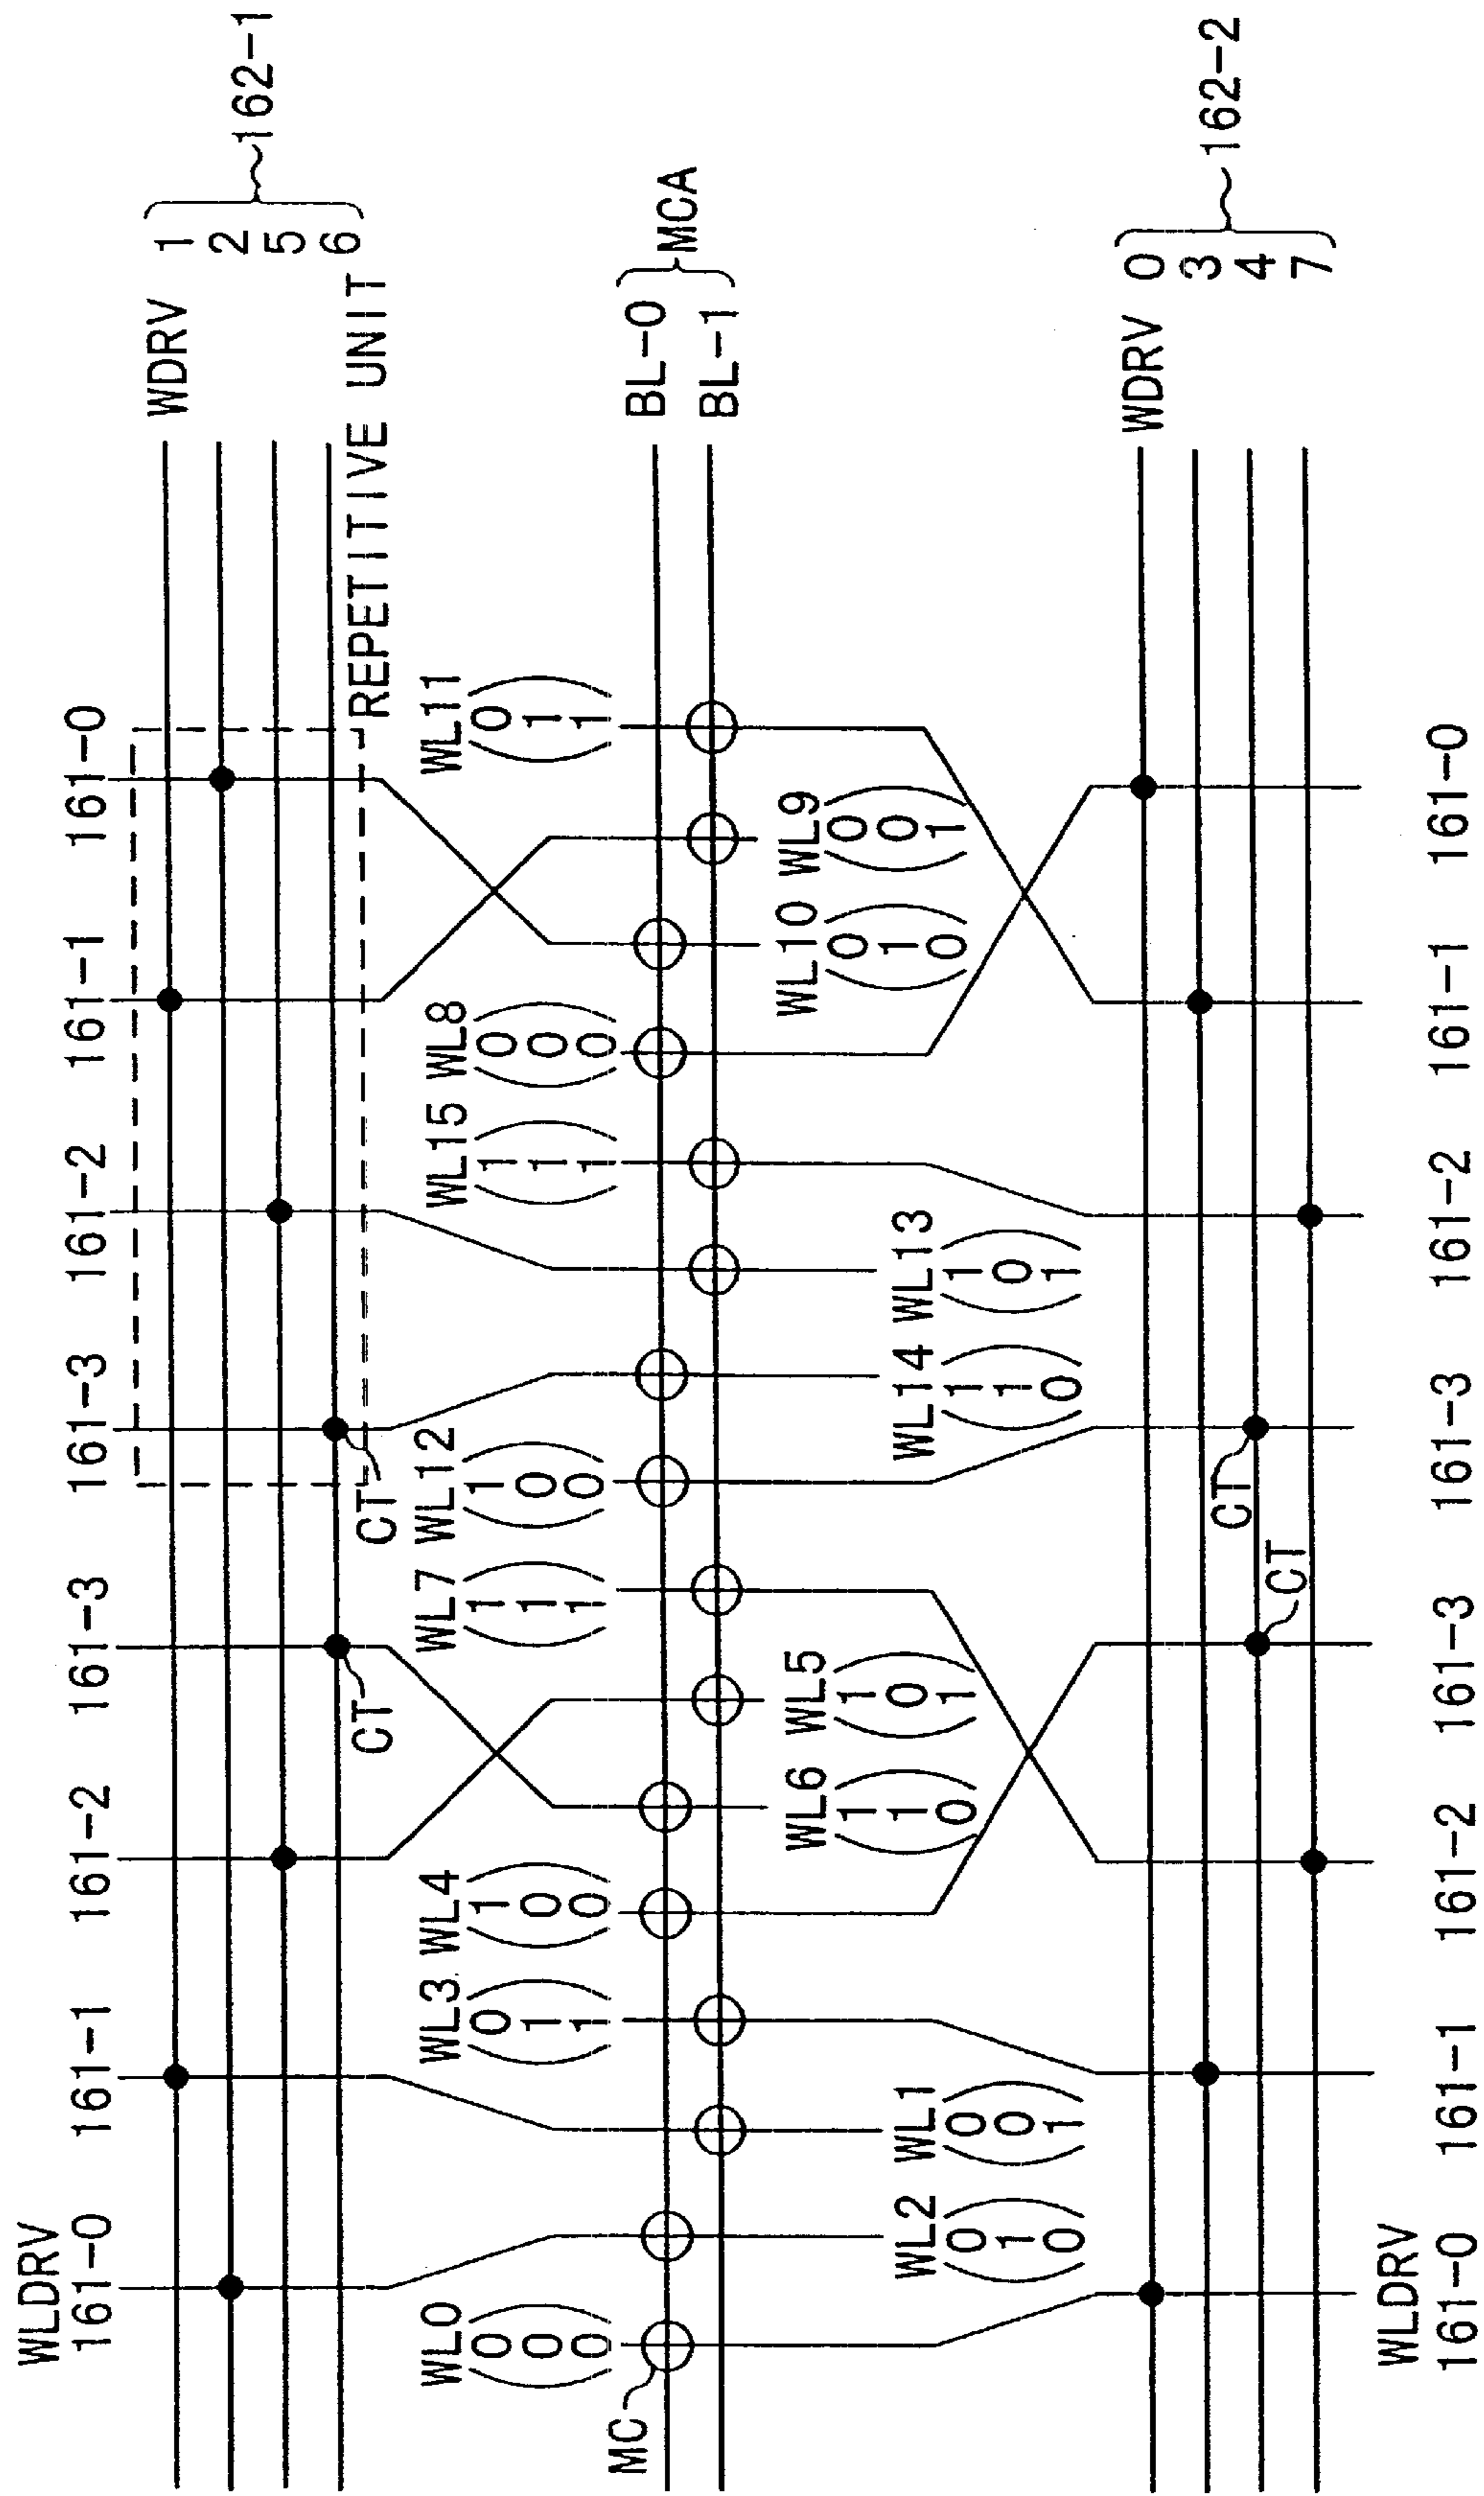 WLDRV
161-0 161-1 161-2 161-3 161-3 161-2 161-1 161-0
WDRV 1
2
5
6
162-1
REPETITIVE UNIT
CT CT
WL0 WL3 WL4 WL7 WL12 WL15 WL8 WL11
0 0 1 1 1 1 0 0
0 1 0 1 0 1 0 1
0 1 0 1 0 1 0 1
MC
BL-0
BL-1
MCA
WL6 WL5 WL10 WL9
1 1 0 0
1 0 1 0
0 1 0 1
WL2 WL1 WL14 WL13
0 0 1 1
1 0 1 0
0 1 0 1
WDRV 0
3
4
7
162-2
CT
CT
WLDRV
161-0 161-1 161-2 161-3 161-3 161-2 161-1 161-0